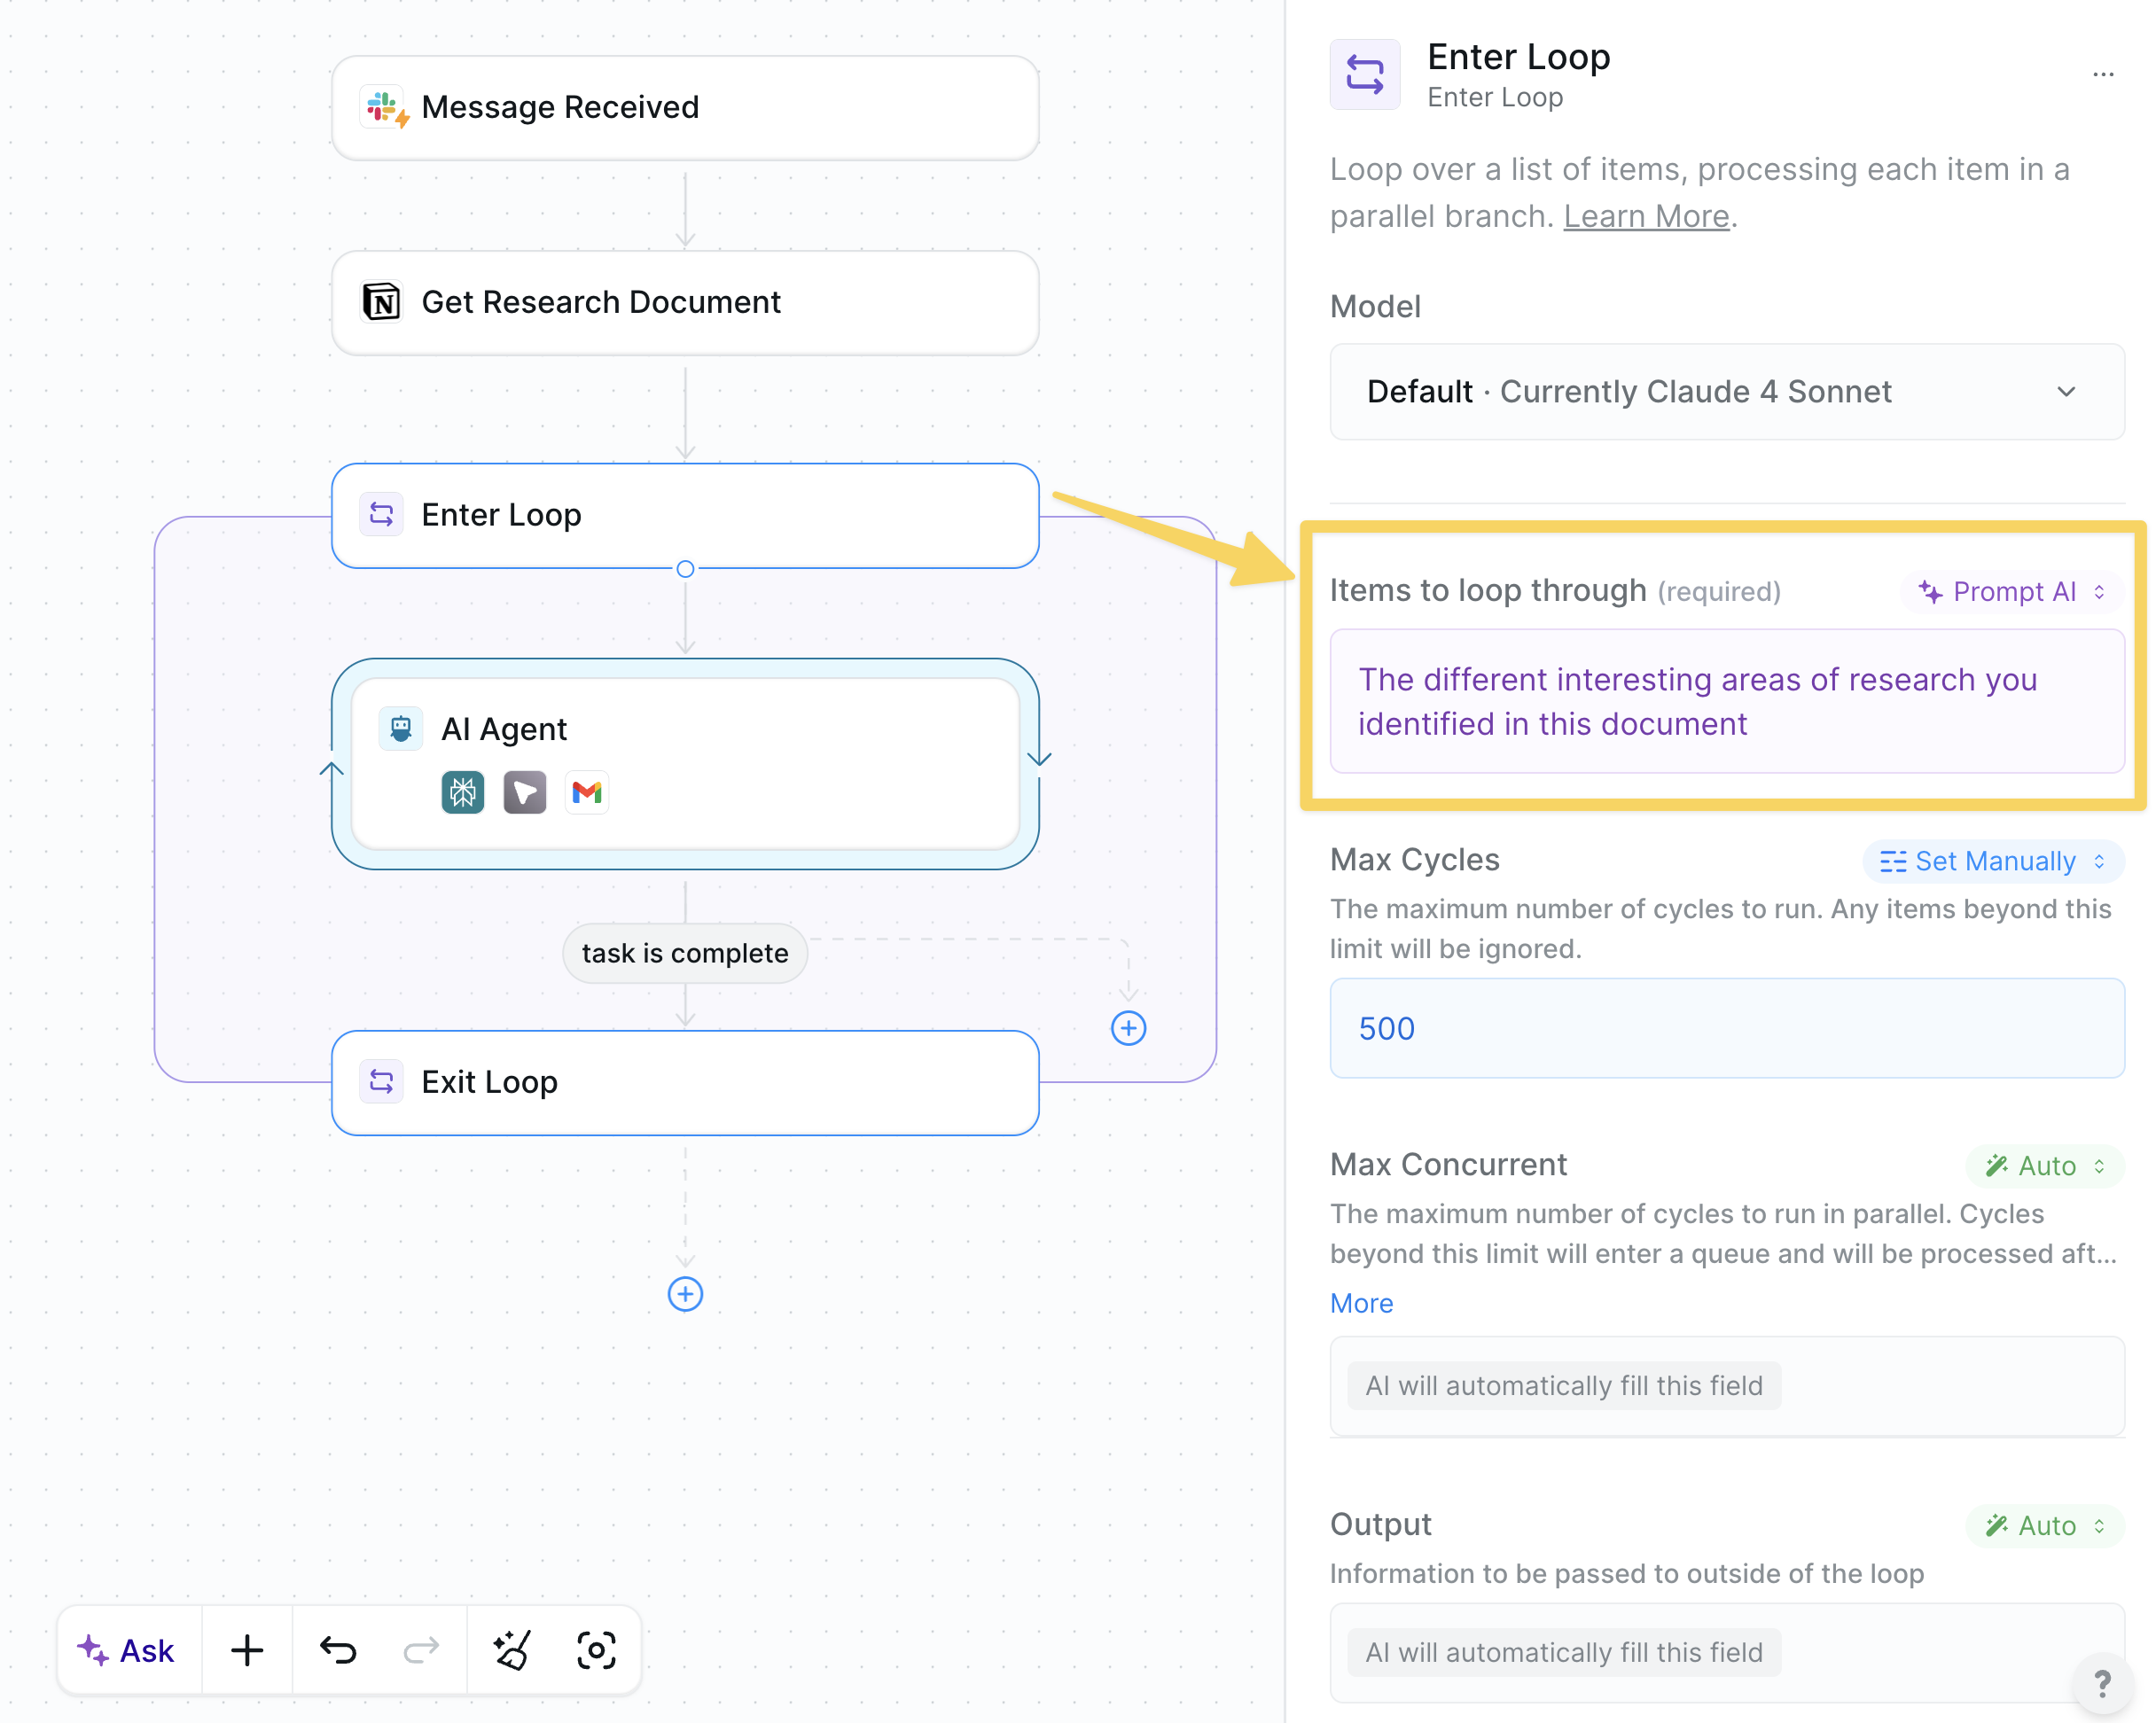 Message Received
Get Research Document
Enter Loop
AI Agent
task is complete
Exit Loop
Ask
Enter Loop
Enter Loop
Loop over a list of items, processing each item in a
parallel branch. Learn More.
Model
Default · Currently Claude 4 Sonnet
Items to loop through (required)
Prompt AI
The different interesting areas of research you
identified in this document
Max Cycles
Set Manually
The maximum number of cycles to run. Any items beyond this
limit will be ignored.
500
Max Concurrent
Auto
The maximum number of cycles to run in parallel. Cycles
beyond this limit will enter a queue and will be processed aft...
More
AI will automatically fill this field
Output
Auto
Information to be passed to outside of the loop
AI will automatically fill this field
?